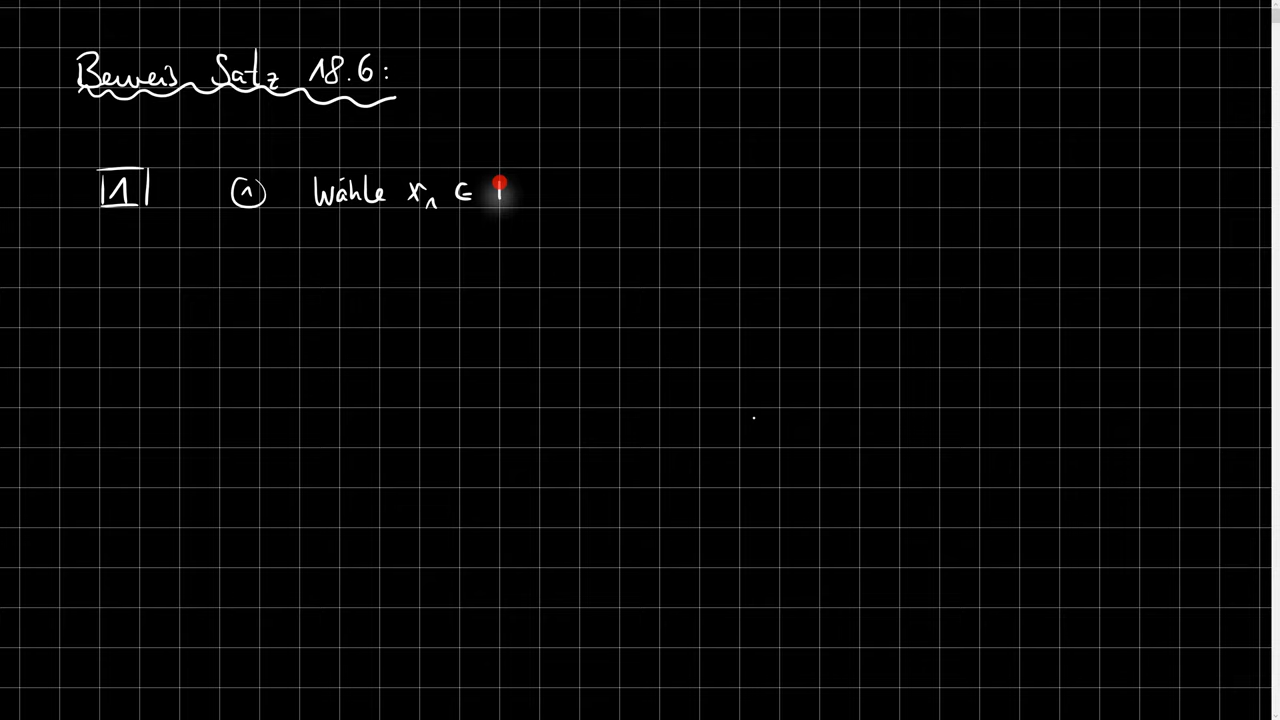 Beweis Satz 18.6:
1 ① Wähle x₁ ∈